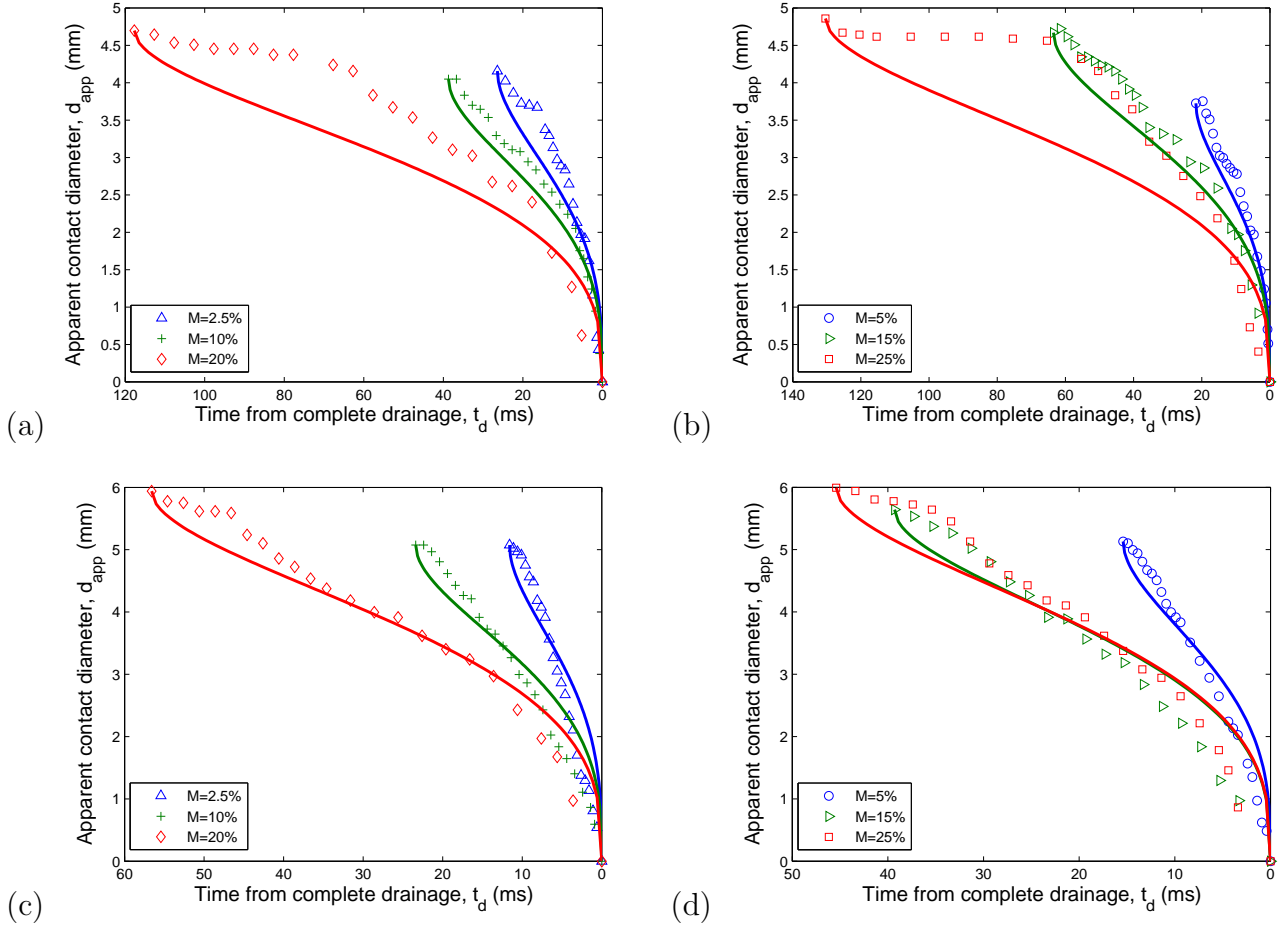 5
4.5
4
3.5
3
2.5
2
1.5
1
0.5
0
Apparent contact diameter, d_app (mm)
M=2.5%
M=10%
M=20%
120 100 80 60 40 20 0
Time from complete drainage, t_d (ms)
(a)
5
4.5
4
3.5
3
2.5
2
1.5
1
0.5
0
Apparent contact diameter, d_app (mm)
M=5%
M=15%
M=25%
140 120 100 80 60 40 20 0
Time from complete drainage, t_d (ms)
(b)
6
5
4
3
2
1
0
Apparent contact diameter, d_app (mm)
M=2.5%
M=10%
M=20%
60 50 40 30 20 10 0
Time from complete drainage, t_d (ms)
(c)
6
5
4
3
2
1
0
Apparent contact diameter, d_app (mm)
M=5%
M=15%
M=25%
50 40 30 20 10 0
Time from complete drainage, t_d (ms)
(d)